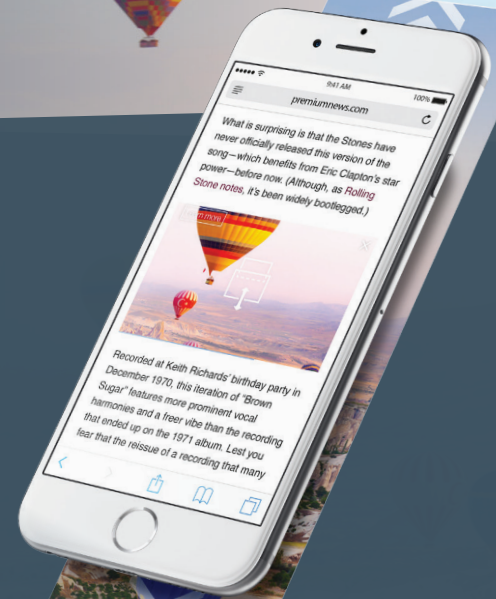 9:41 AM
100%
premiumnews.com
What is surprising is that the Stones have
never officially released this version of the
song—which benefits from Eric Clapton's star
power—before now. (Although, as Rolling
Stone notes, it's been widely bootlegged.)
more
Recorded at Keith Richards' birthday party in
December 1970, this iteration of "Brown
Sugar" features more prominent vocal
harmonies and a freer vibe than the recording
that ended up on the 1971 album. Lest you
fear that the reissue of a recording that many